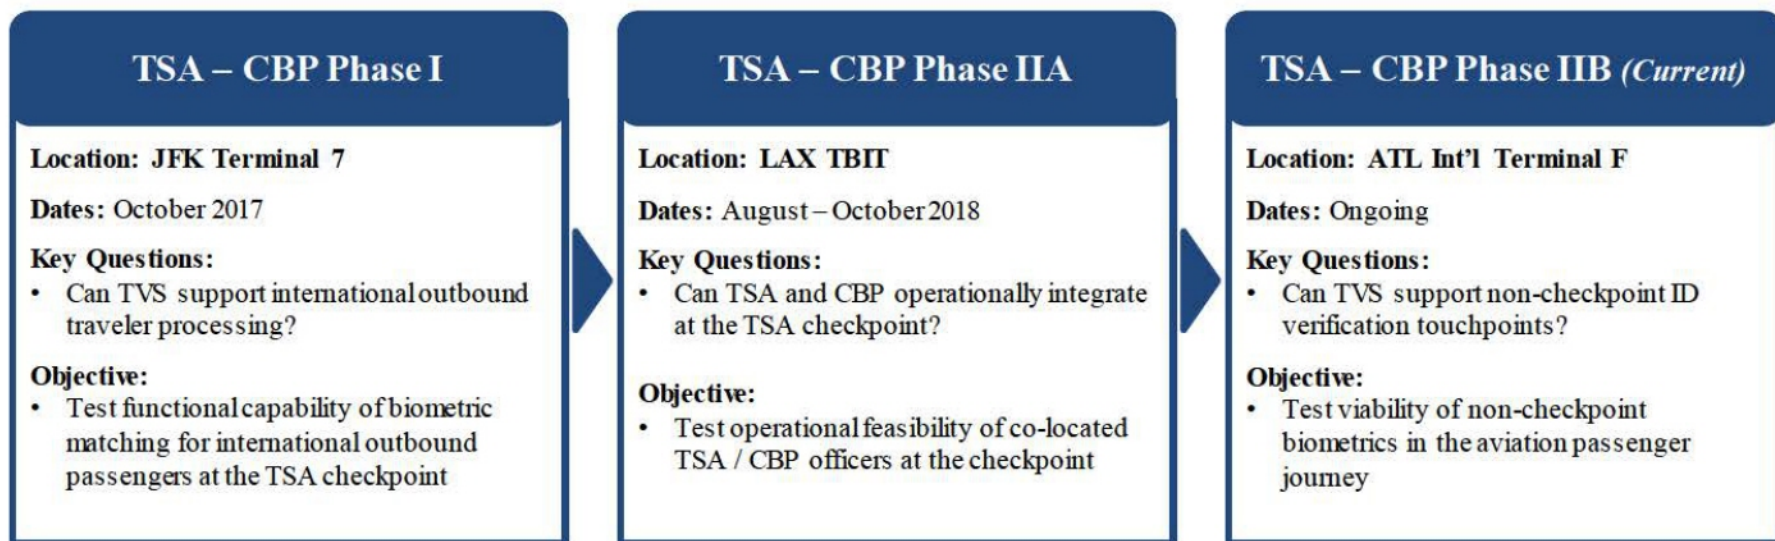 TSA – CBP Phase I
Location: JFK Terminal 7
Dates: October 2017
Key Questions:
• Can TVS support international outbound
traveler processing?
Objective:
• Test functional capability of biometric
matching for international outbound
passengers at the TSA checkpoint
TSA – CBP Phase IIA
Location: LAX TBIT
Dates: August – October 2018
Key Questions:
• Can TSA and CBP operationally integrate
at the TSA checkpoint?
Objective:
• Test operational feasibility of co-located
TSA / CBP officers at the checkpoint
TSA – CBP Phase IIB (Current)
Location: ATL Int'l Terminal F
Dates: Ongoing
Key Questions:
• Can TVS support non-checkpoint ID
verification touchpoints?
Objective:
• Test viability of non-checkpoint
biometrics in the aviation passenger
journey